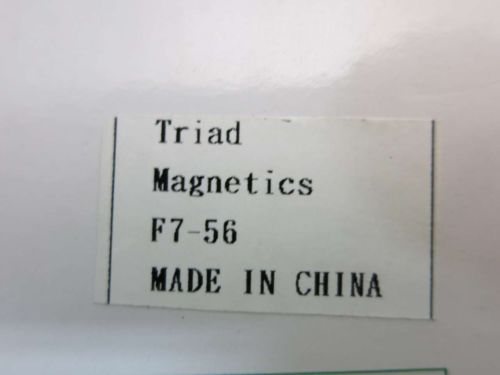 Triad
Magnetics
F7-56
MADE IN CHINA